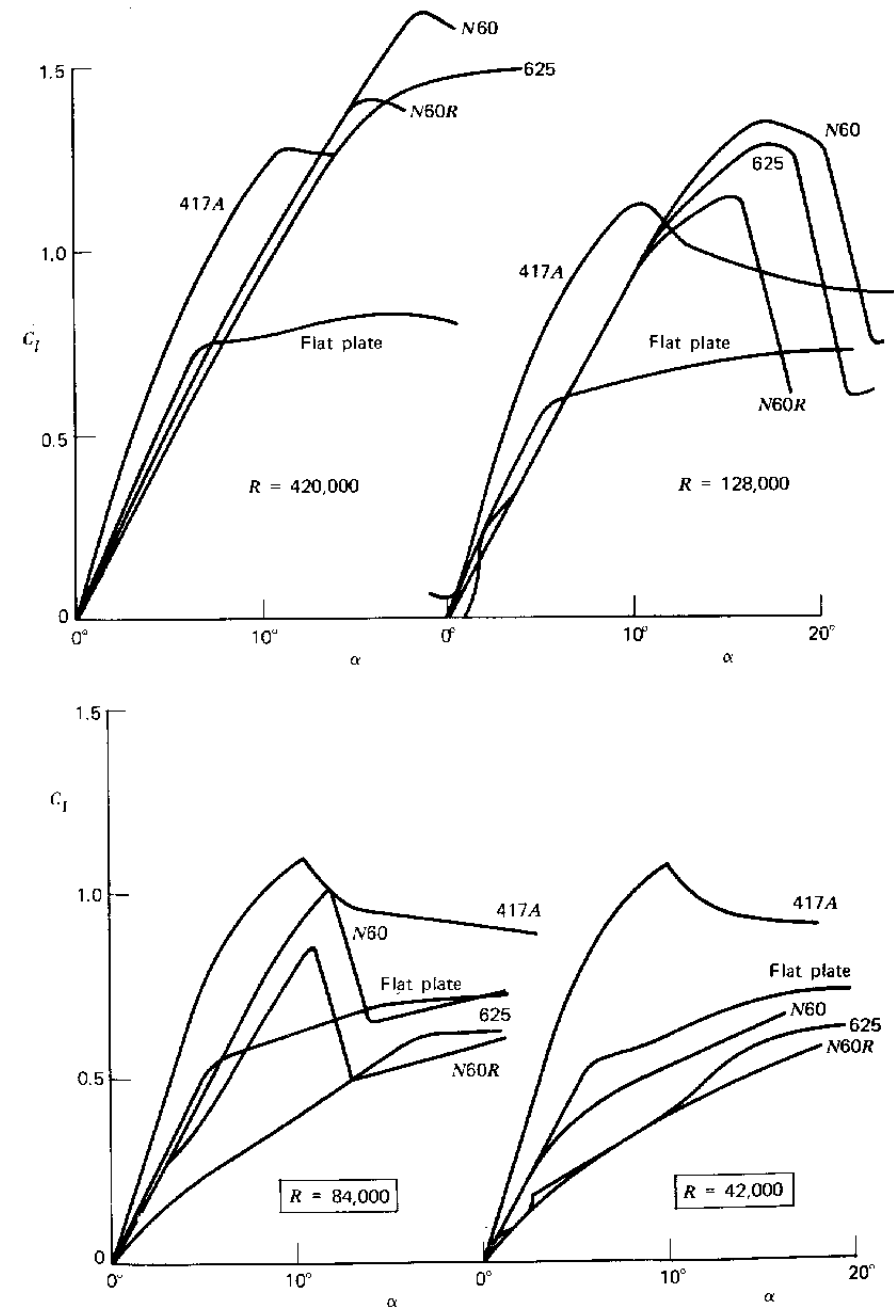 N60
1.5
625
N60R
N60
625
417A
1.0
417A
C_l
Flat plate
Flat plate
N60R
0.5
R = 420,000
R = 128,000
0
0° 10° 0° 10° 20°
α α
1.5
C_l
1.0
417A
417A
N60
Flat plate
Flat plate
N60
625
625
N60R
N60R
0.5
R = 84,000
R = 42,000
0
0° 10° 0° 10° 20°
α α